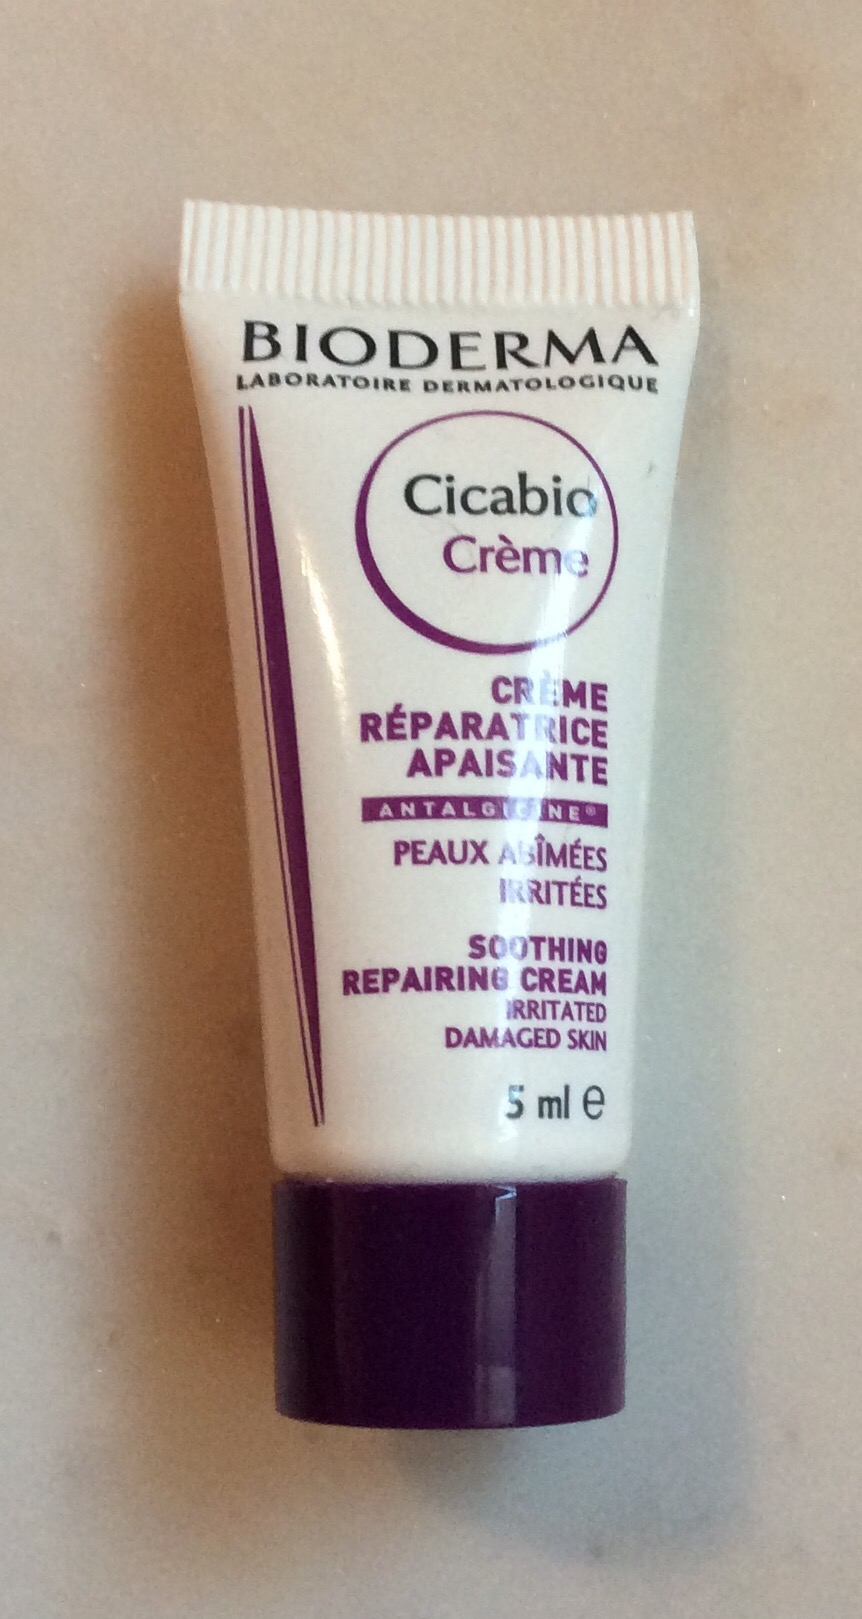 BIODERMA
LABORATOIRE DERMATOLOGIQUE
Cicabio
Crème
CRÈME
RÉPARATRICE
APAISANTE
ANTALGICINE®
PEAUX ABÎMÉES
IRRITÉES
SOOTHING
REPAIRING CREAM
IRRITATED
DAMAGED SKIN
5 ml e